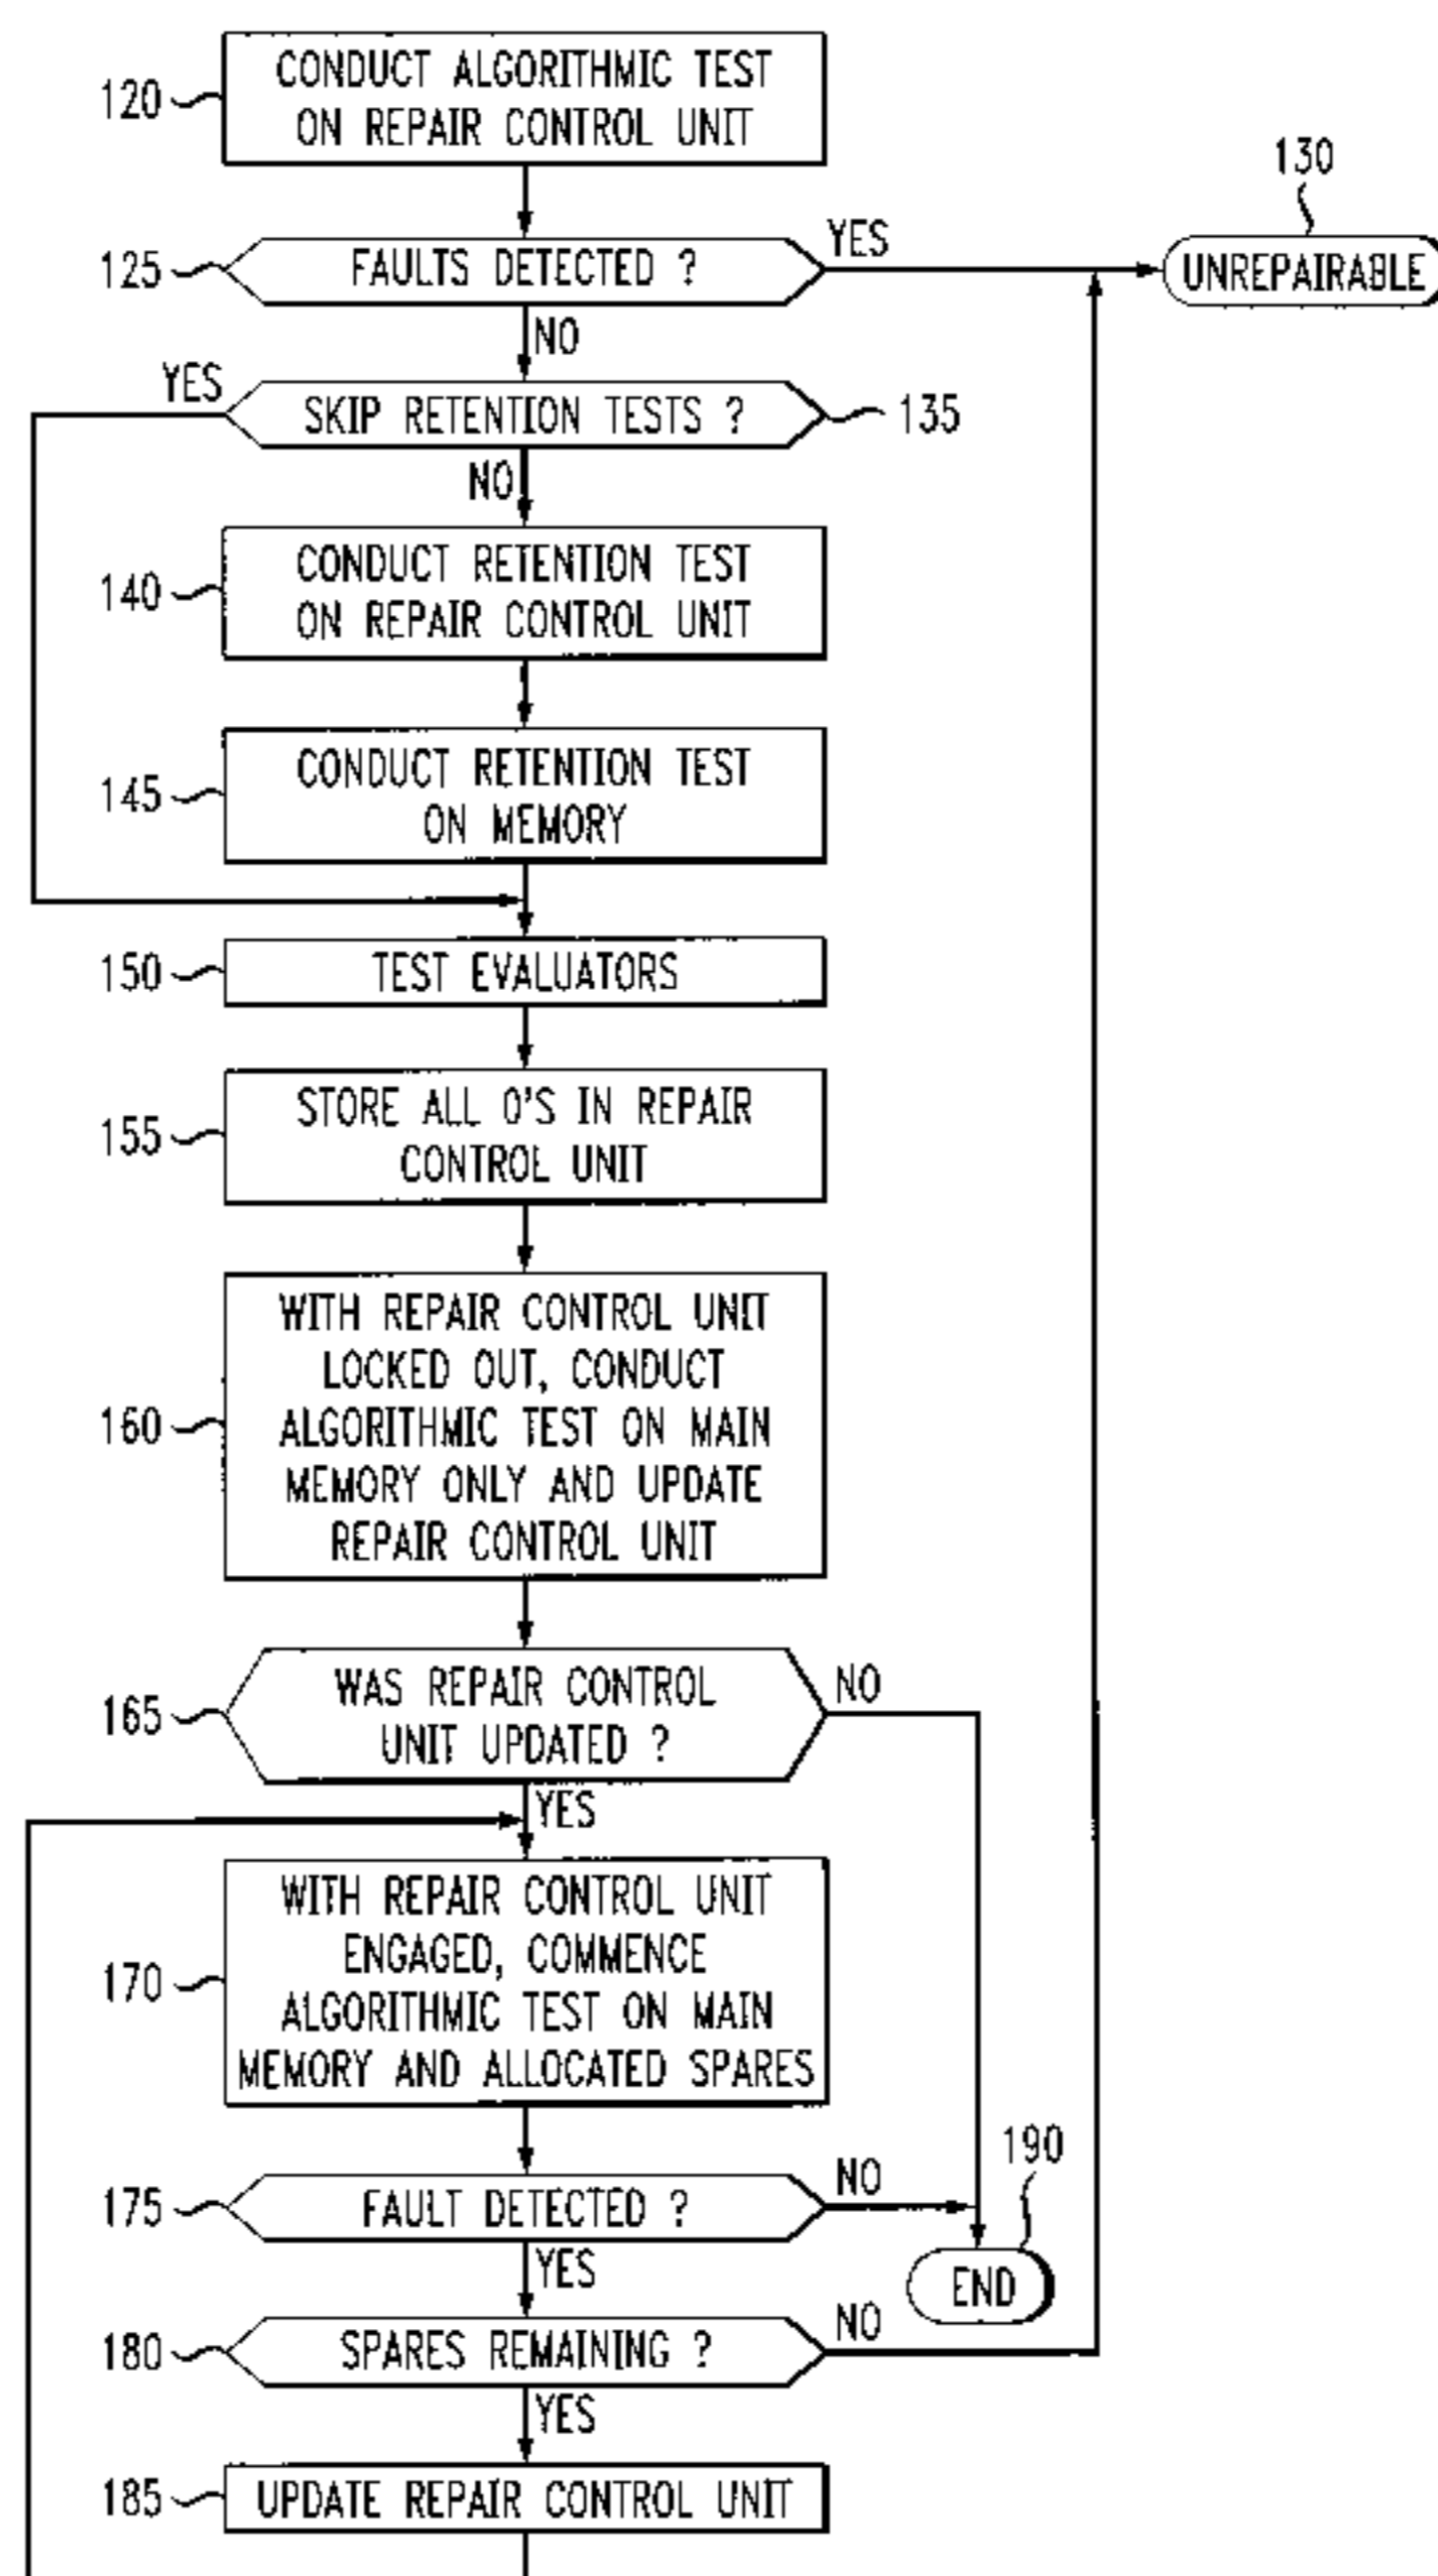 120
CONDUCT ALGORITHMIC TEST
ON REPAIR CONTROL UNIT
130
125
FAULTS DETECTED ?
YES
UNREPAIRABLE
NO
YES
SKIP RETENTION TESTS ?
135
NO
140
CONDUCT RETENTION TEST
ON REPAIR CONTROL UNIT
145
CONDUCT RETENTION TEST
ON MEMORY
150
TEST EVALUATORS
155
STORE ALL 0'S IN REPAIR
CONTROL UNIT
160
WITH REPAIR CONTROL UNIT
LOCKED OUT, CONDUCT
ALGORITHMIC TEST ON MAIN
MEMORY ONLY AND UPDATE
REPAIR CONTROL UNIT
165
WAS REPAIR CONTROL
UNIT UPDATED ?
NO
YES
170
WITH REPAIR CONTROL UNIT
ENGAGED, COMMENCE
ALGORITHMIC TEST ON MAIN
MEMORY AND ALLOCATED SPARES
190
175
FAULT DETECTED ?
NO
YES
END
180
SPARES REMAINING ?
NO
YES
185
UPDATE REPAIR CONTROL UNIT